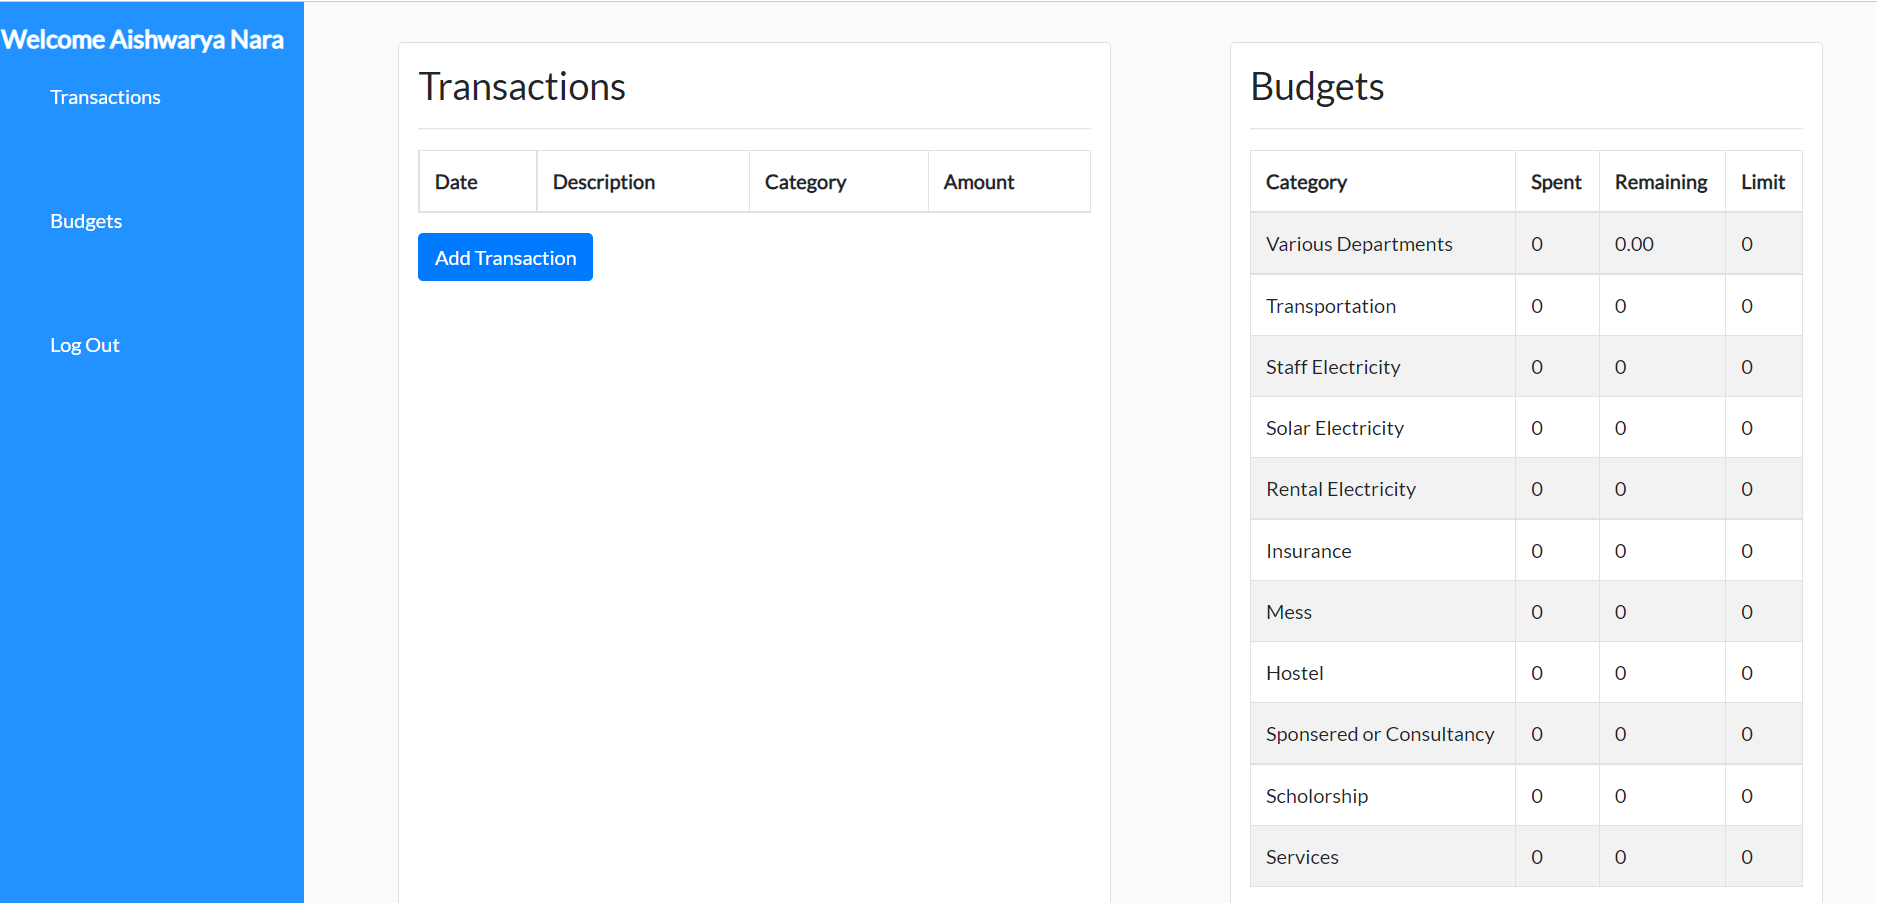 Welcome Aishwarya Nara
Transactions
Budgets
Log Out
Transactions
Date Description Category Amount
Add Transaction
Budgets
Category Spent Remaining Limit
Various Departments 0 0.00 0
Transportation 0 0 0
Staff Electricity 0 0 0
Solar Electricity 0 0 0
Rental Electricity 0 0 0
Insurance 0 0 0
Mess 0 0 0
Hostel 0 0 0
Sponsered or Consultancy 0 0 0
Scholorship 0 0 0
Services 0 0 0